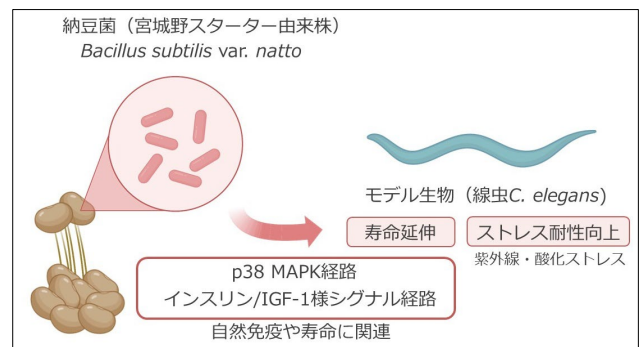 納豆菌（宮城野スターター由来株）
Bacillus subtilis var. natto
モデル生物（線虫C. elegans)
寿命延伸
ストレス耐性向上
紫外線・酸化ストレス
p38 MAPK経路
インスリン/IGF-1様シグナル経路
自然免疫や寿命に関連